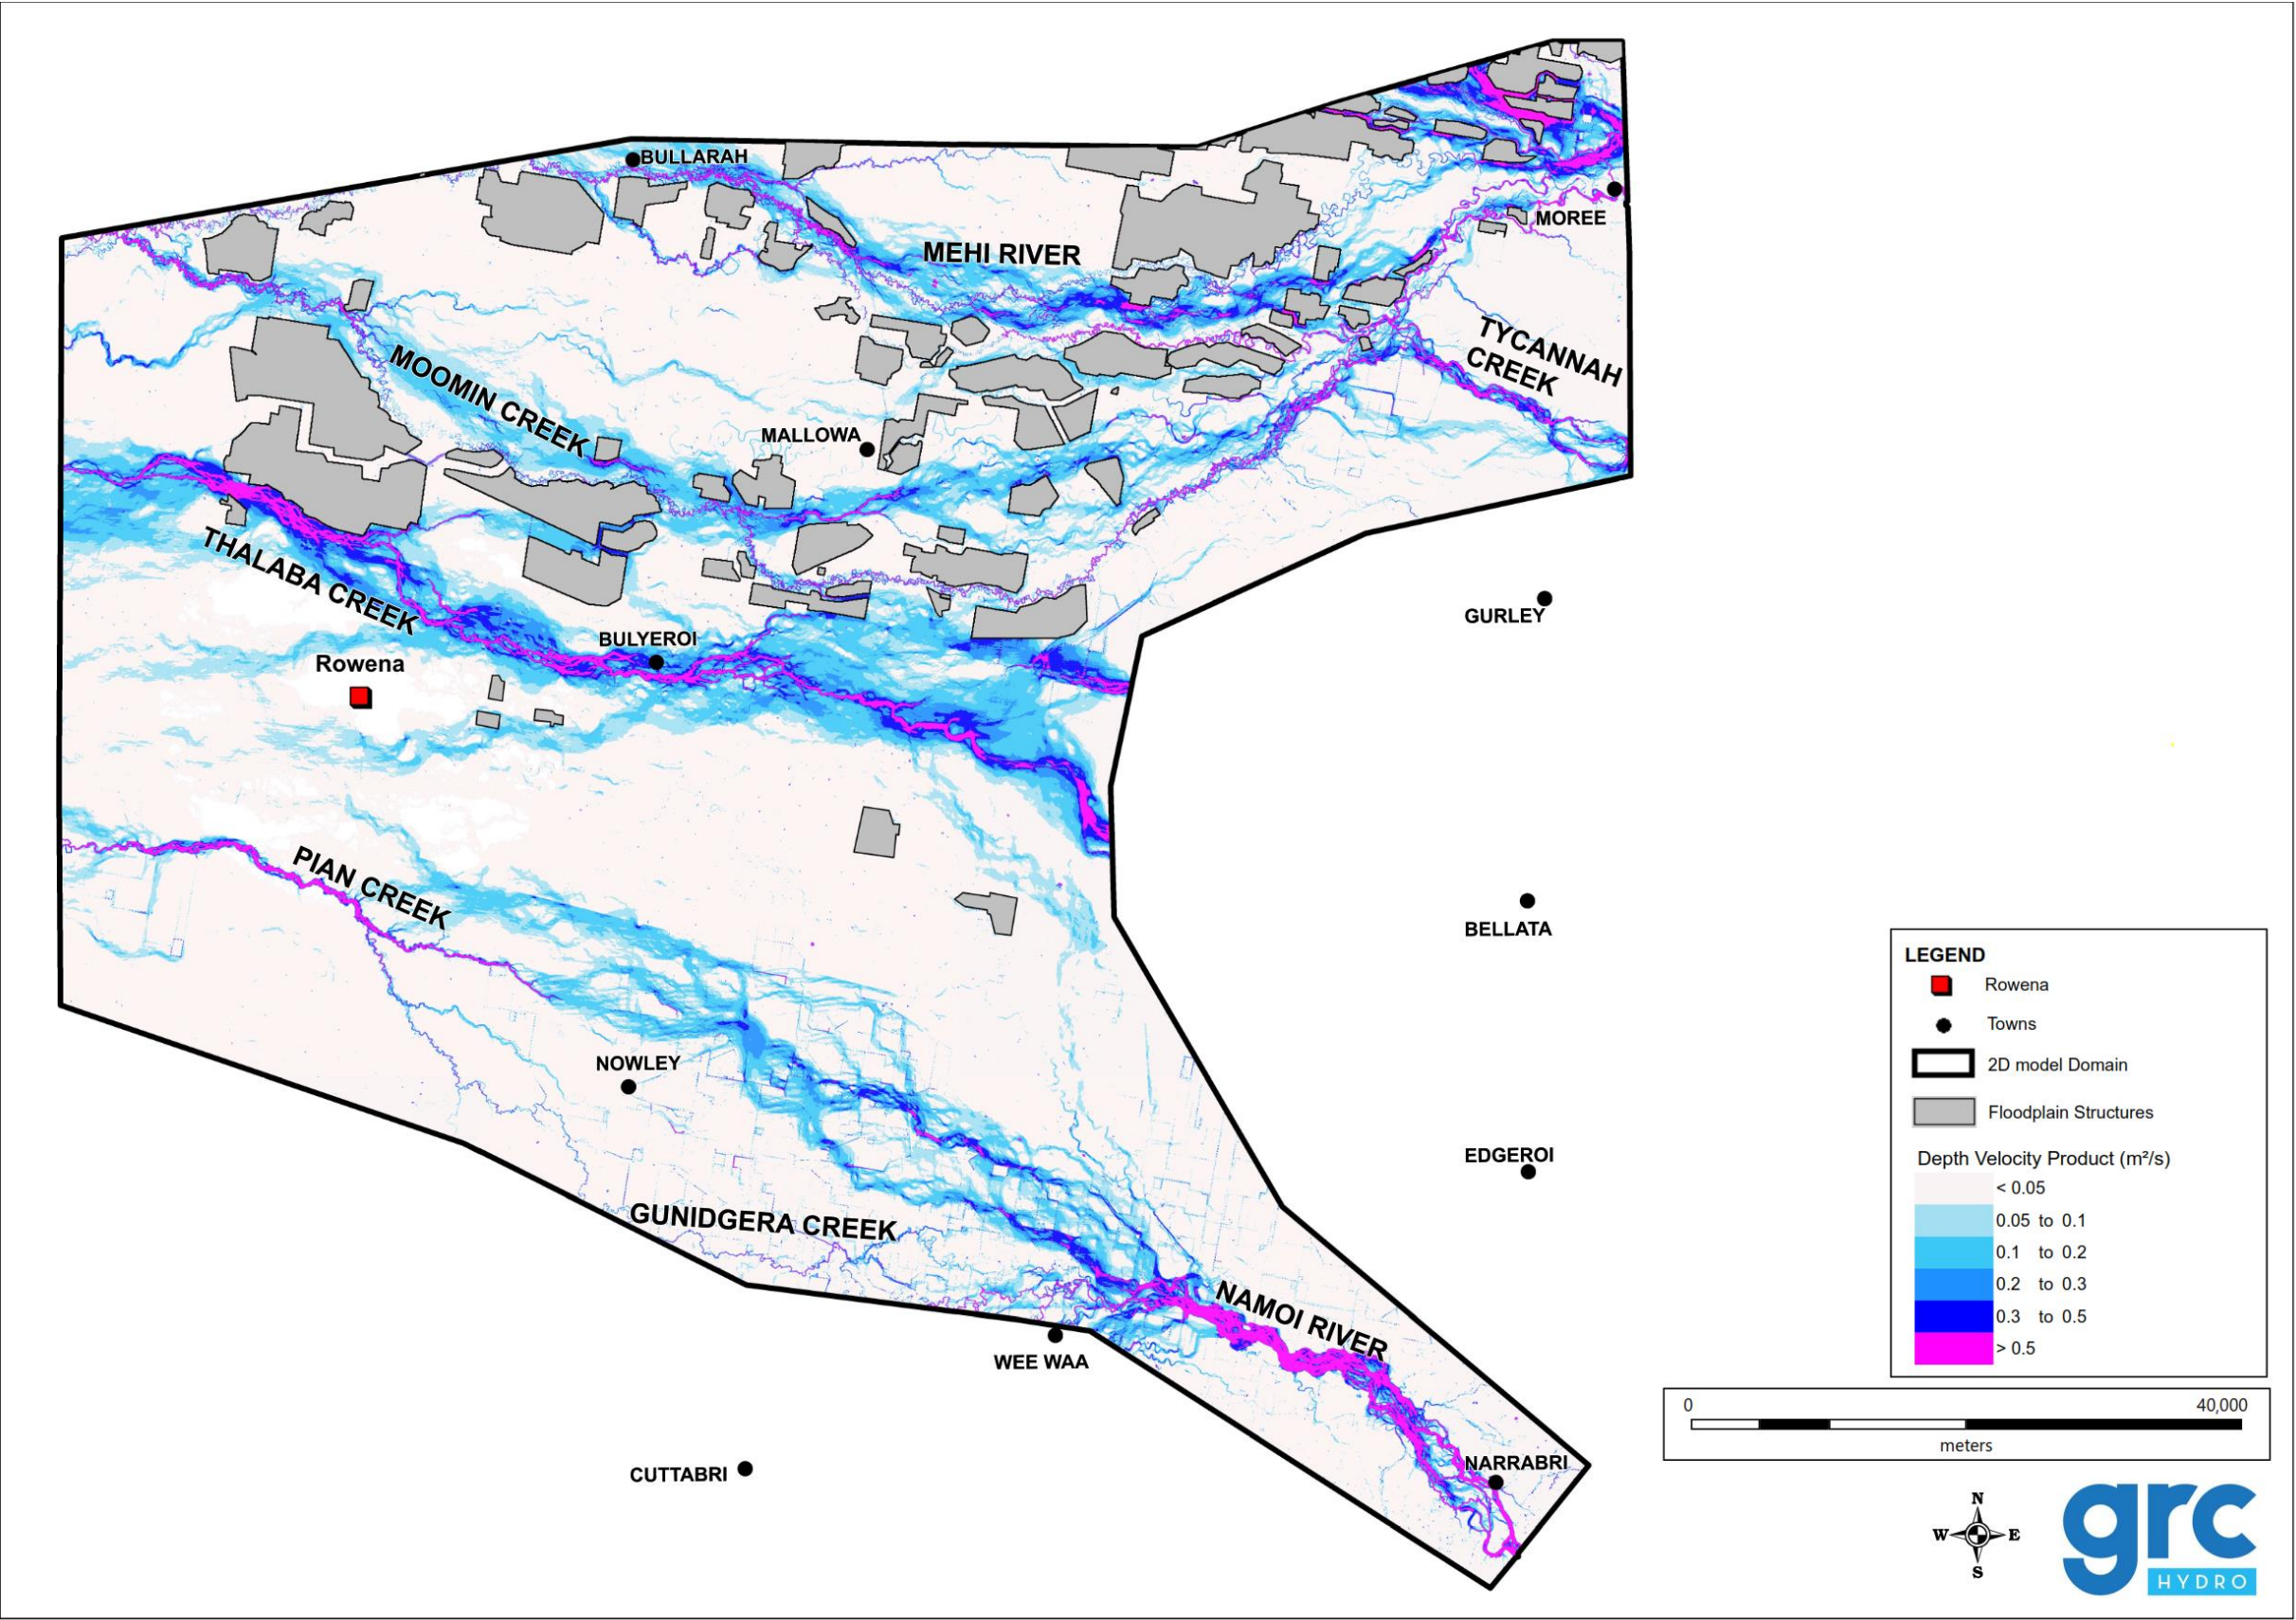 BULLARAH
MOREE
MEHI RIVER
TYCANNAH
CREEK
MOOMIN CREEK
MALLOWA
THALABA CREEK
GURLEY
BULYEROI
Rowena
PIAN CREEK
BELLATA
NOWLEY
EDGEROI
GUNIDGERA CREEK
NAMOI RIVER
WEE WAA
CUTTABRI
NARRABRI
LEGEND
Rowena
Towns
2D model Domain
Floodplain Structures
Depth Velocity Product (m²/s)
< 0.05
0.05 to 0.1
0.1 to 0.2
0.2 to 0.3
0.3 to 0.5
> 0.5
0 40,000
meters
N
W E
S
grc
HYDRO